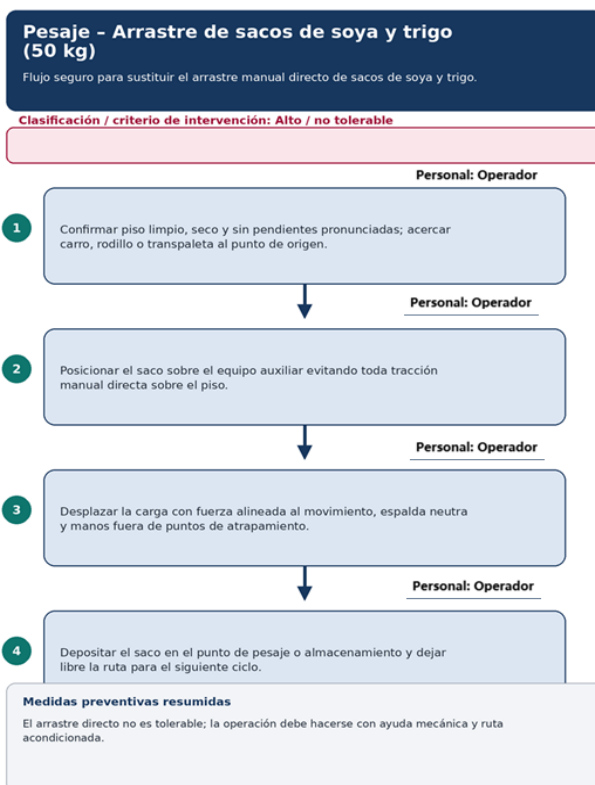 Pesaje – Arrastre de sacos de soya y trigo
(50 kg)
Flujo seguro para sustituir el arrastre manual directo de sacos de soya y trigo.
Clasificación / criterio de intervención: Alto / no tolerable
Personal: Operador
1
Confirmar piso limpio, seco y sin pendientes pronunciadas; acercar
carro, rodillo o transpaleta al punto de origen.
Personal: Operador
2
Posicionar el saco sobre el equipo auxiliar evitando toda tracción
manual directa sobre el piso.
Personal: Operador
3
Desplazar la carga con fuerza alineada al movimiento, espalda neutra
y manos fuera de puntos de atrapamiento.
Personal: Operador
4
Depositar el saco en el punto de pesaje o almacenamiento y dejar
libre la ruta para el siguiente ciclo.
Medidas preventivas resumidas
El arrastre directo no es tolerable; la operación debe hacerse con ayuda mecánica y ruta
acondicionada.